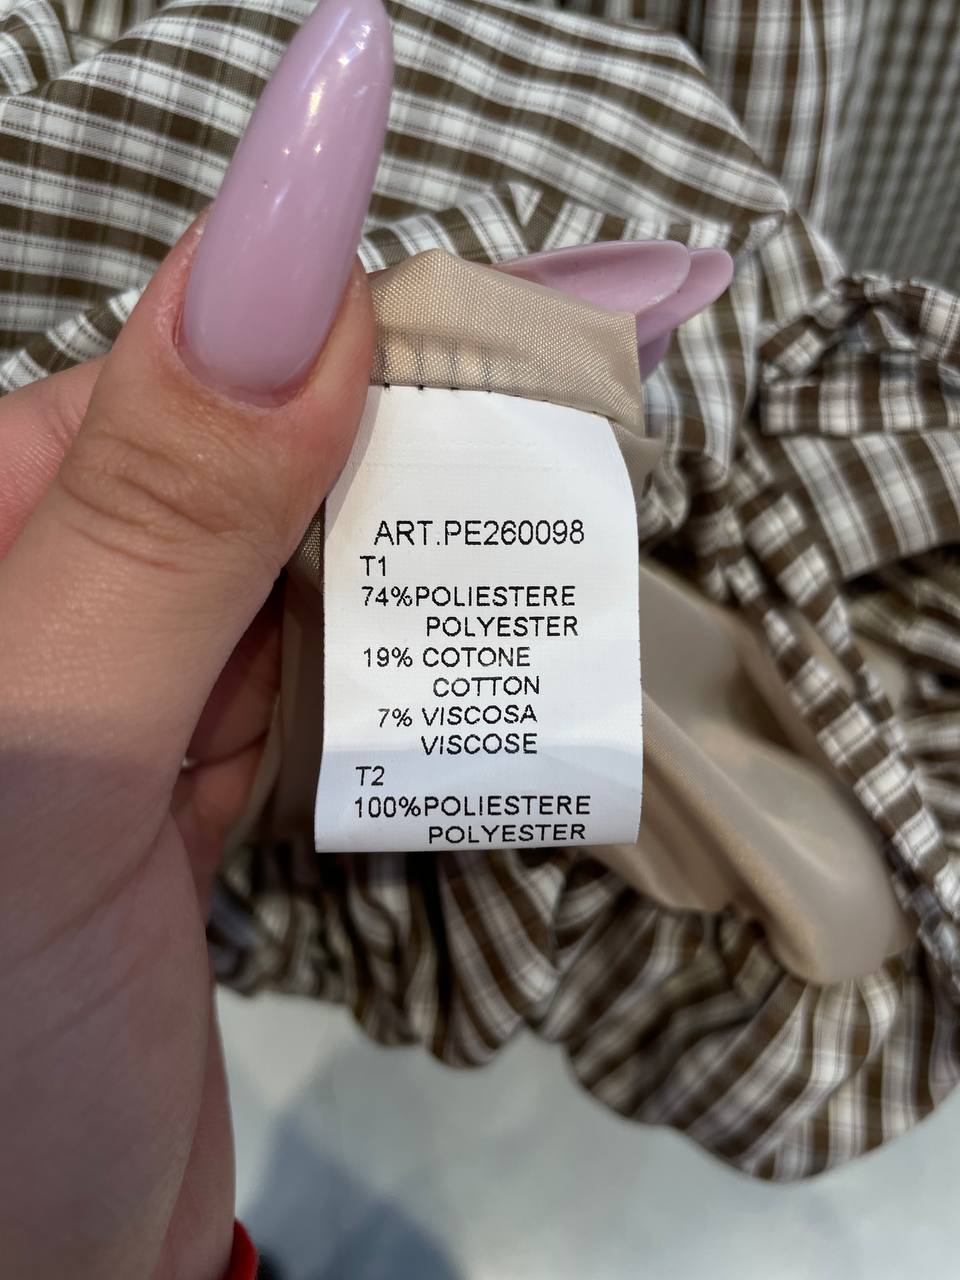 ART.PE260098
T1
74%POLIESTERE
POLYESTER
19% COTONE
COTTON
7% VISCOSA
VISCOSE
T2
100%POLIESTERE
POLYESTER